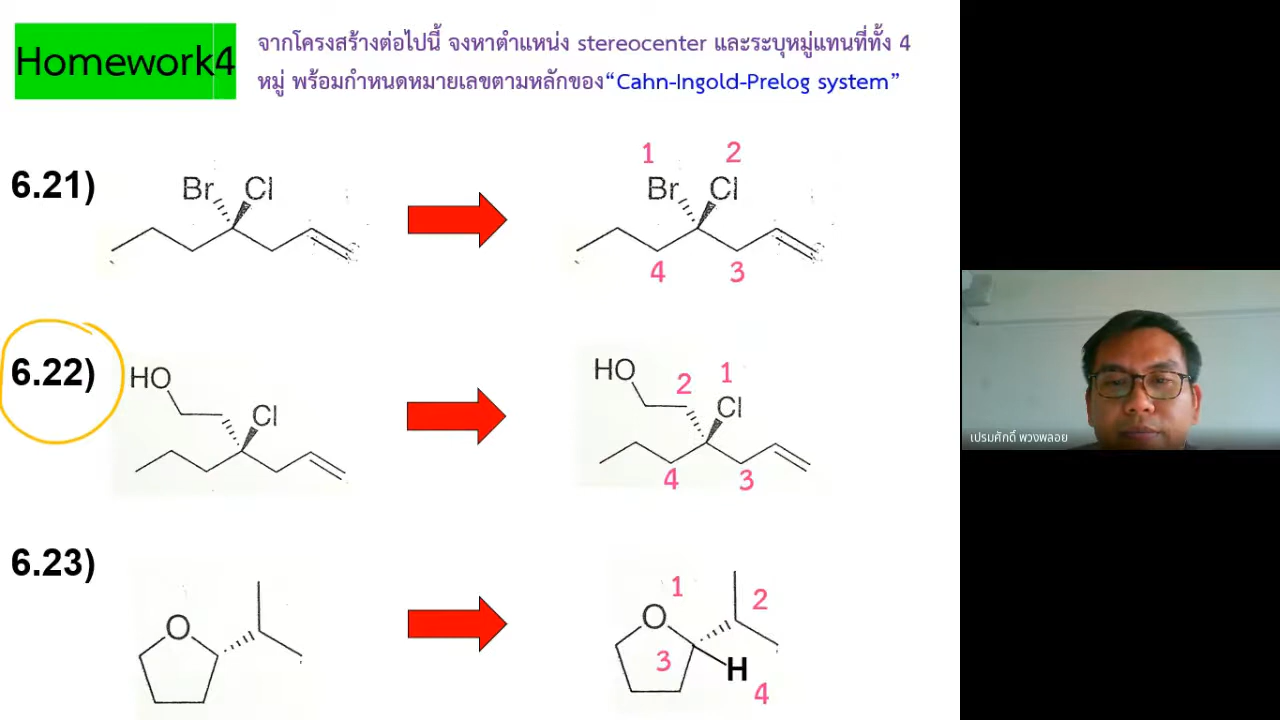 Homework4
จากโครงสร้างต่อไปนี้ จงหาตำแหน่ง stereocenter และระบุหมู่แทนที่ทั้ง 4
หมู่ พร้อมกำหนดหมายเลขตามหลักของ“Cahn-Ingold-Prelog system”
6.21)
Br Cl
1 2
Br Cl
4 3
6.22)
HO
Cl
HO
2 1
Cl
4 3
6.23)
O
1
O
2
3
H
4
เปรมศักดิ์ พวงพลอย